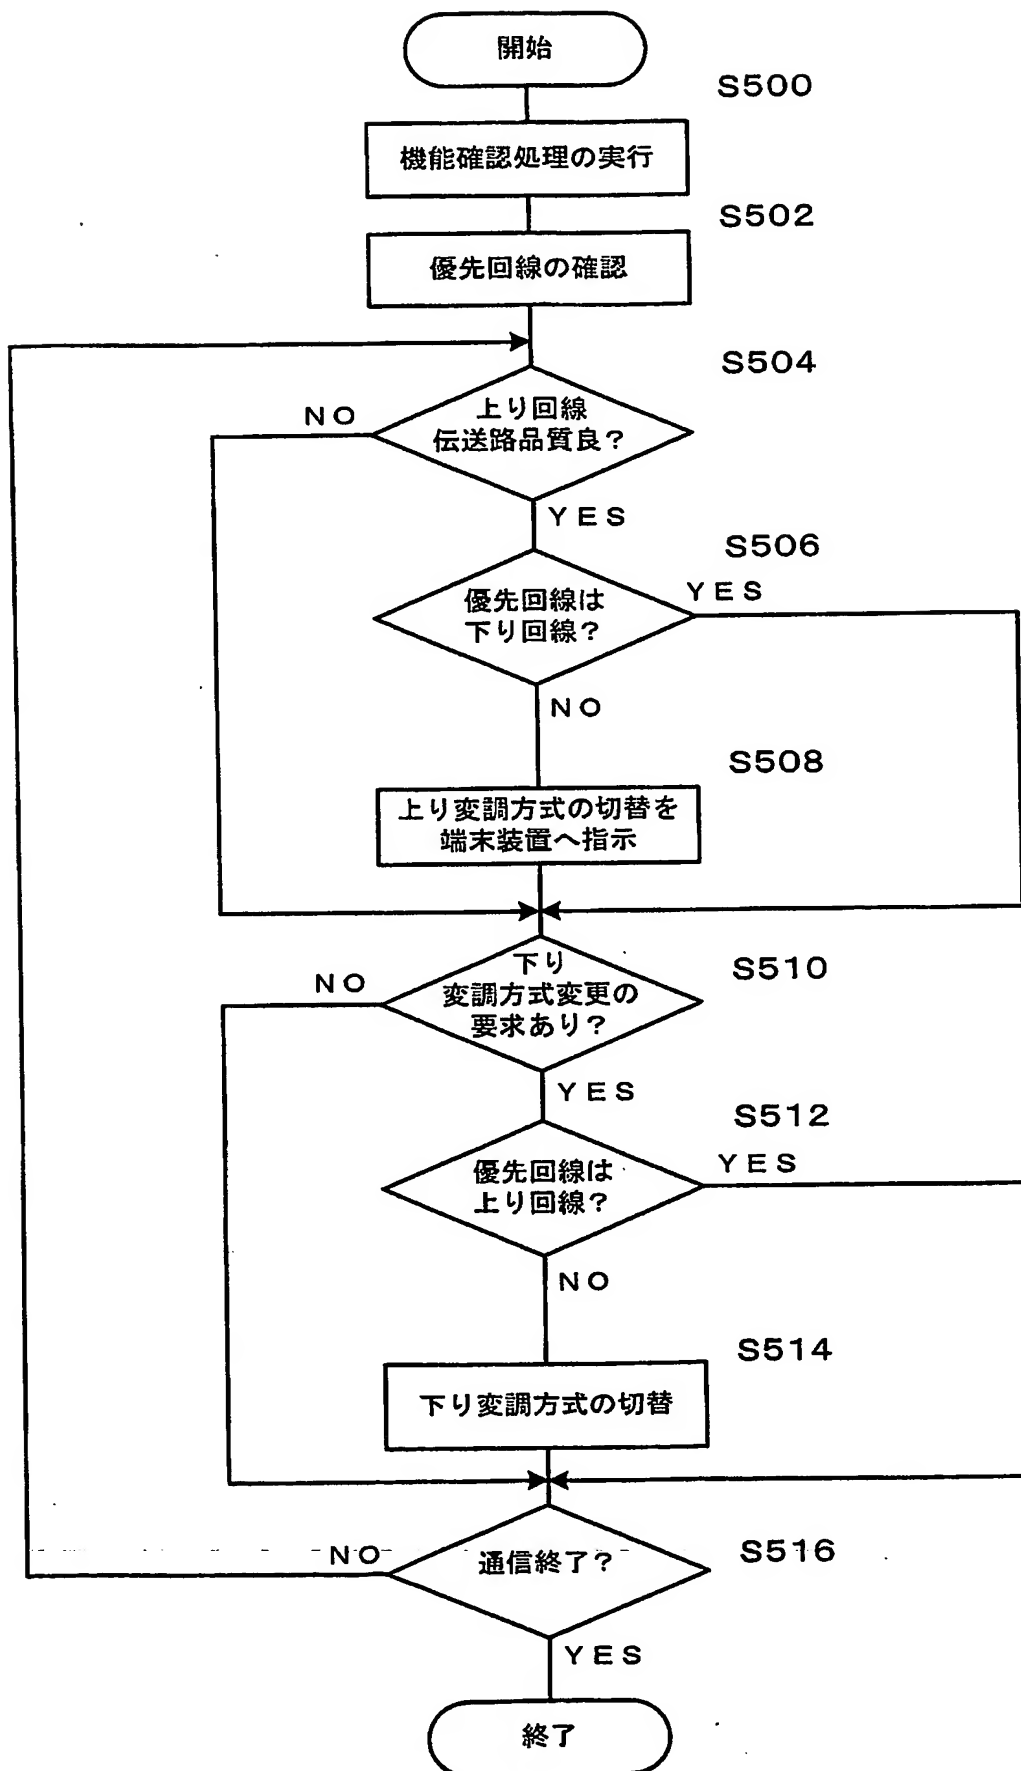 開始
S500
機能確認処理の実行
S502
優先回線の確認
S504
上り回線
伝送路品質良?
NO
YES
S506
優先回線は
下り回線?
YES
NO
S508
上り変調方式の切替を
端末装置へ指示
S510
下り
変調方式変更の
要求あり?
NO
YES
S512
優先回線は
上り回線?
YES
NO
S514
下り変調方式の切替
S516
通信終了?
NO
YES
終了